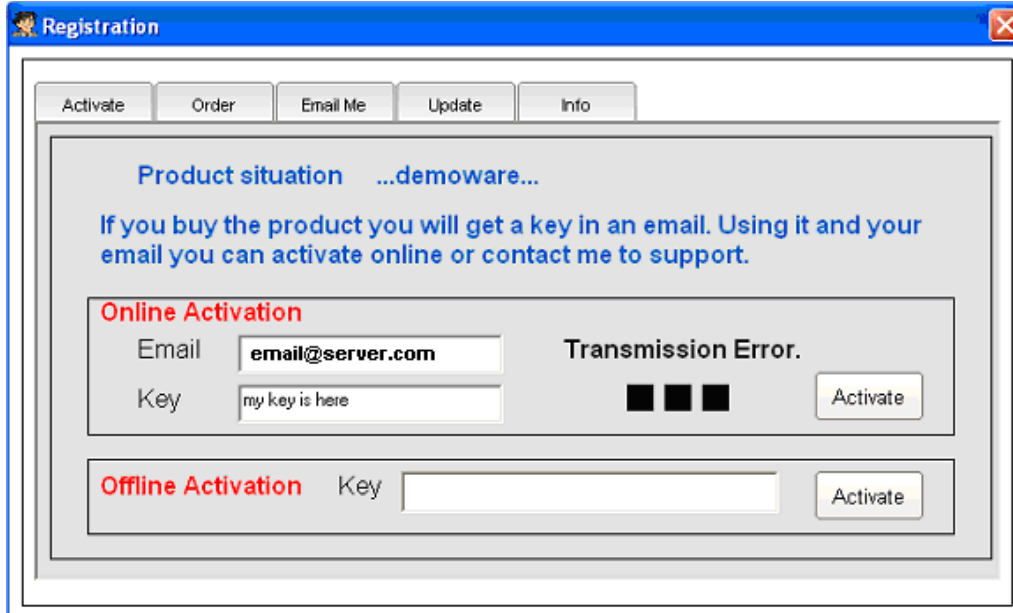 Registration
Activate Order Email Me Update Info
Product situation ...demoware...
If you buy the product you will get a key in an email. Using it and your
email you can activate online or contact me to support.
Online Activation
Email email@server.com Transmission Error.
Key my key is here Activate
Offline Activation Key Activate